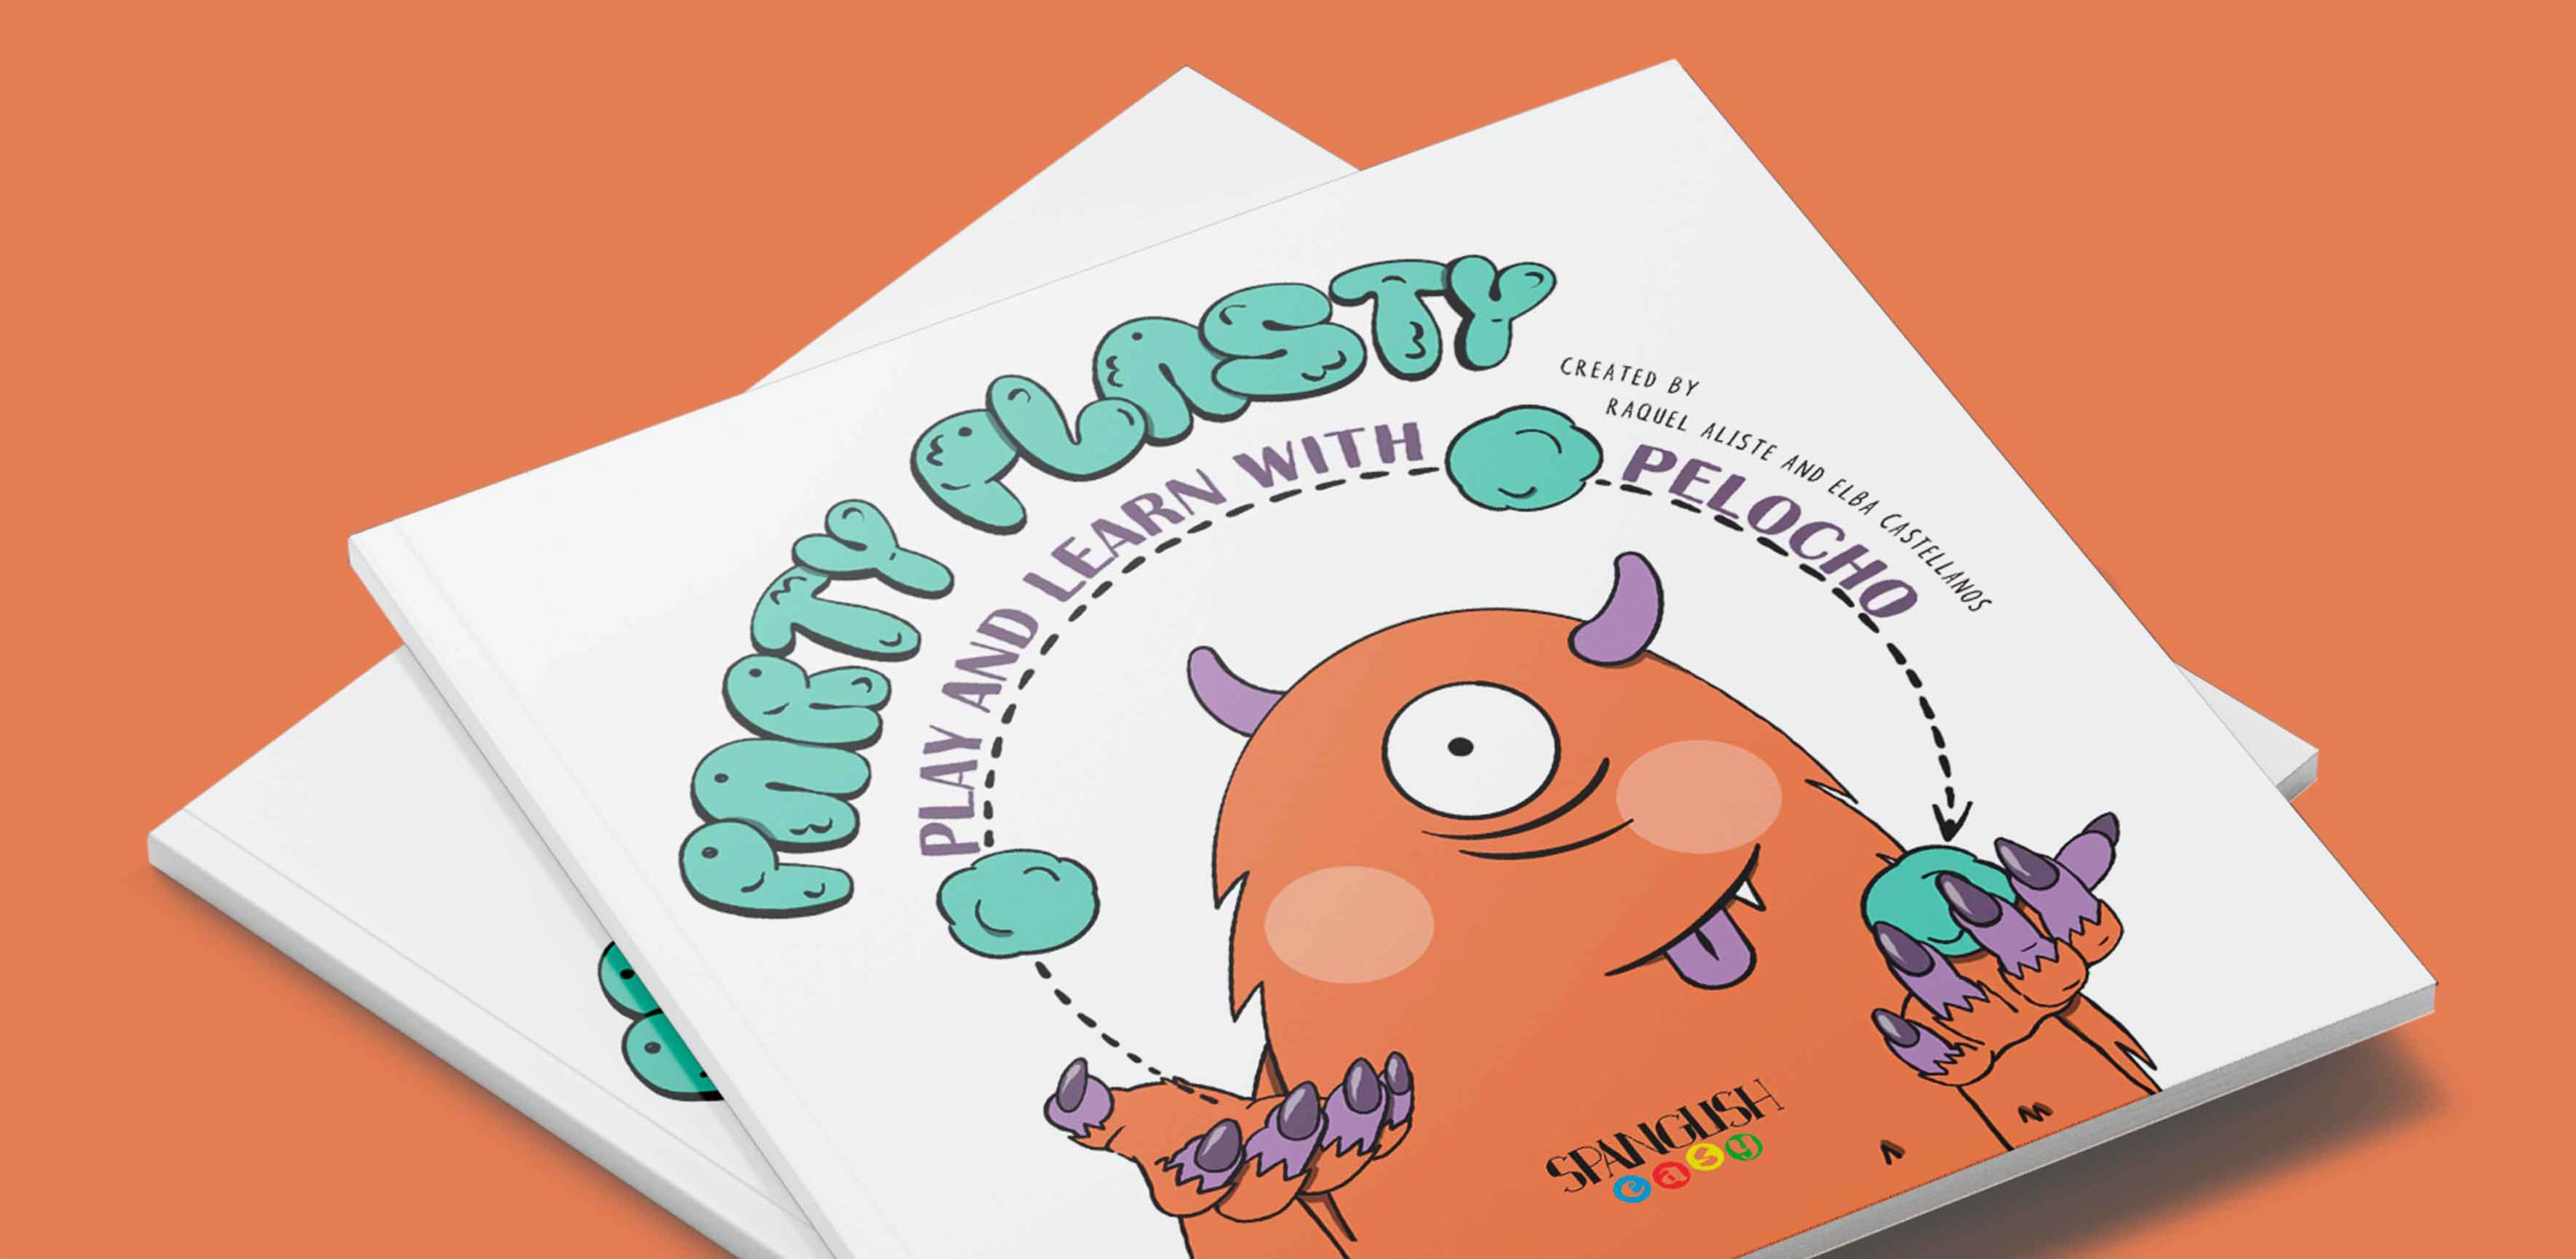 PARTY PLASTY
PLAY AND LEARN WITH PELOCHO
CREATED BY
RAQUEL ALISTE AND ELBA CASTELLANOS
SPANGLISH
easy